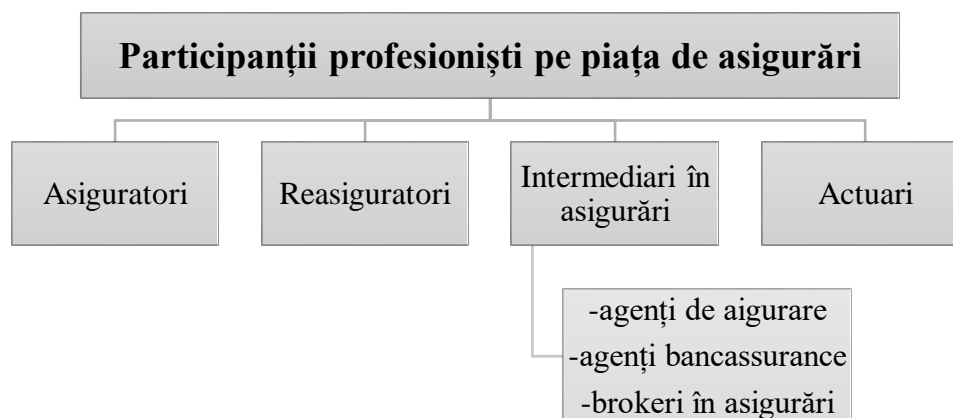 Participanții profesioniști pe piața de asigurări
Asiguratori
Reasiguratori
Intermediari în
asigurări
Actuari
-agenți de aigurare
-agenți bancassurance
-brokeri în asigurări